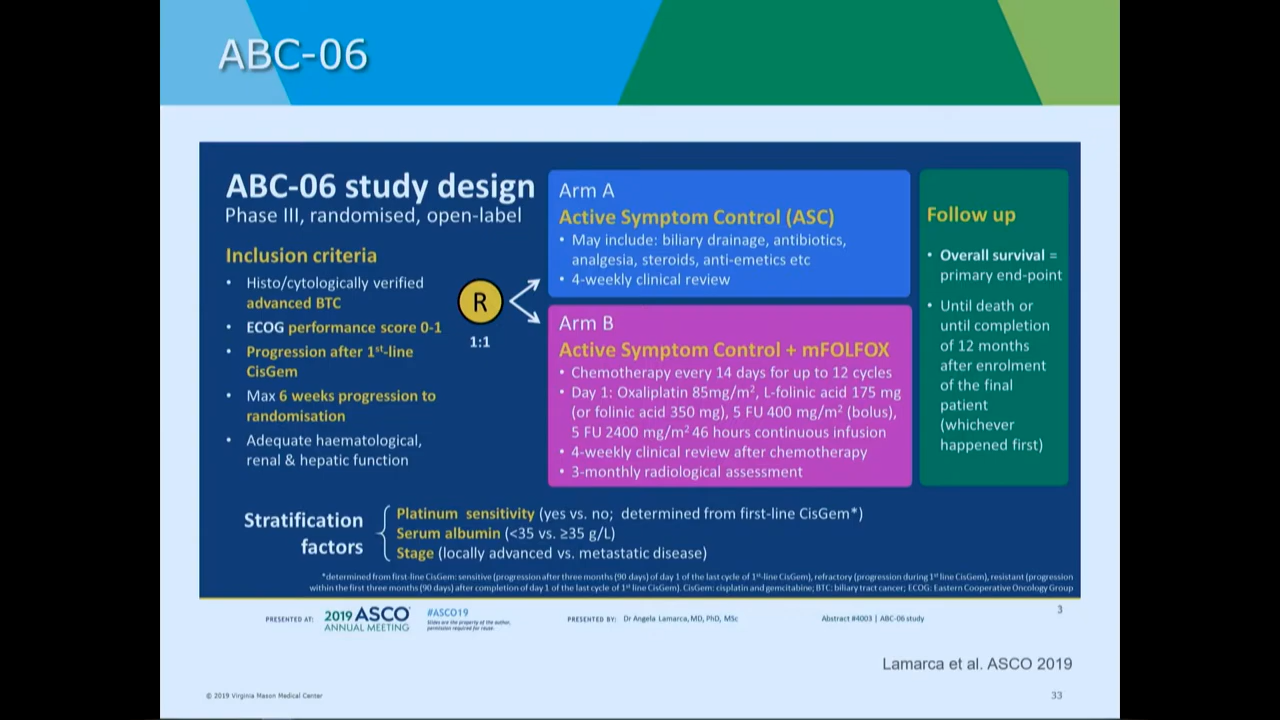 ABC-06
ABC-06 study design
Phase III, randomised, open-label
Inclusion criteria
• Histo/cytologically verified
advanced BTC
• ECOG performance score 0-1
• Progression after 1st-line
CisGem
• Max 6 weeks progression to
randomisation
• Adequate haematological,
renal & hepatic function
R
1:1
Arm A
Active Symptom Control (ASC)
• May include: biliary drainage, antibiotics,
analgesia, steroids, anti-emetics etc
• 4-weekly clinical review
Arm B
Active Symptom Control + mFOLFOX
• Chemotherapy every 14 days for up to 12 cycles
• Day 1: Oxaliplatin 85mg/m², L-folinic acid 175 mg
(or folinic acid 350 mg), 5 FU 400 mg/m² (bolus),
5 FU 2400 mg/m² 46 hours continuous infusion
• 4-weekly clinical review after chemotherapy
• 3-monthly radiological assessment
Follow up
• Overall survival =
primary end-point
• Until death or
until completion
of 12 months
after enrolment
of the final
patient
(whichever
happened first)
Stratification
factors
Platinum sensitivity (yes vs. no; determined from first-line CisGem*)
Serum albumin (<35 vs. ≥35 g/L)
Stage (locally advanced vs. metastatic disease)
*determined from first-line CisGem: sensitive (progression after three months (90 days) of day 1 of the last cycle of 1st-line CisGem), refractory (progression during 1st line CisGem), resistant (progression
within the first three months (90 days) after completion of day 1 of the last cycle of 1st line CisGem). CisGem: cisplatin and gemcitabine; BTC: biliary tract cancer; ECOG: Eastern Cooperative Oncology Group
3
PRESENTED AT:
2019 ASCO
ANNUAL MEETING
#ASCO19
Slides are the property of the author,
permission required for reuse.
PRESENTED BY: Dr Angela Lamarca, MD, PhD, MSc
Abstract #4003 | ABC-06 study
Lamarca et al. ASCO 2019
© 2019 Virginia Mason Medical Center
33